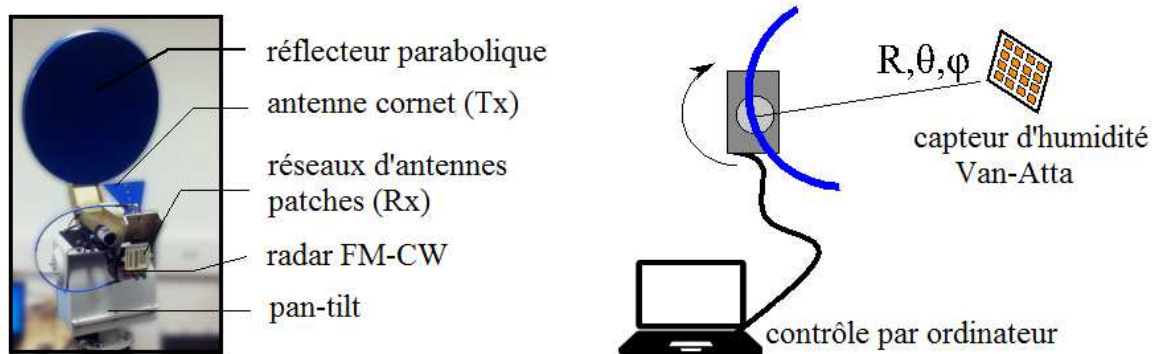 réflecteur parabolique
antenne cornet (Tx)
réseaux d'antennes
patches (Rx)
radar FM-CW
pan-tilt
R,θ,φ
capteur d'humidité
Van-Atta
contrôle par ordinateur